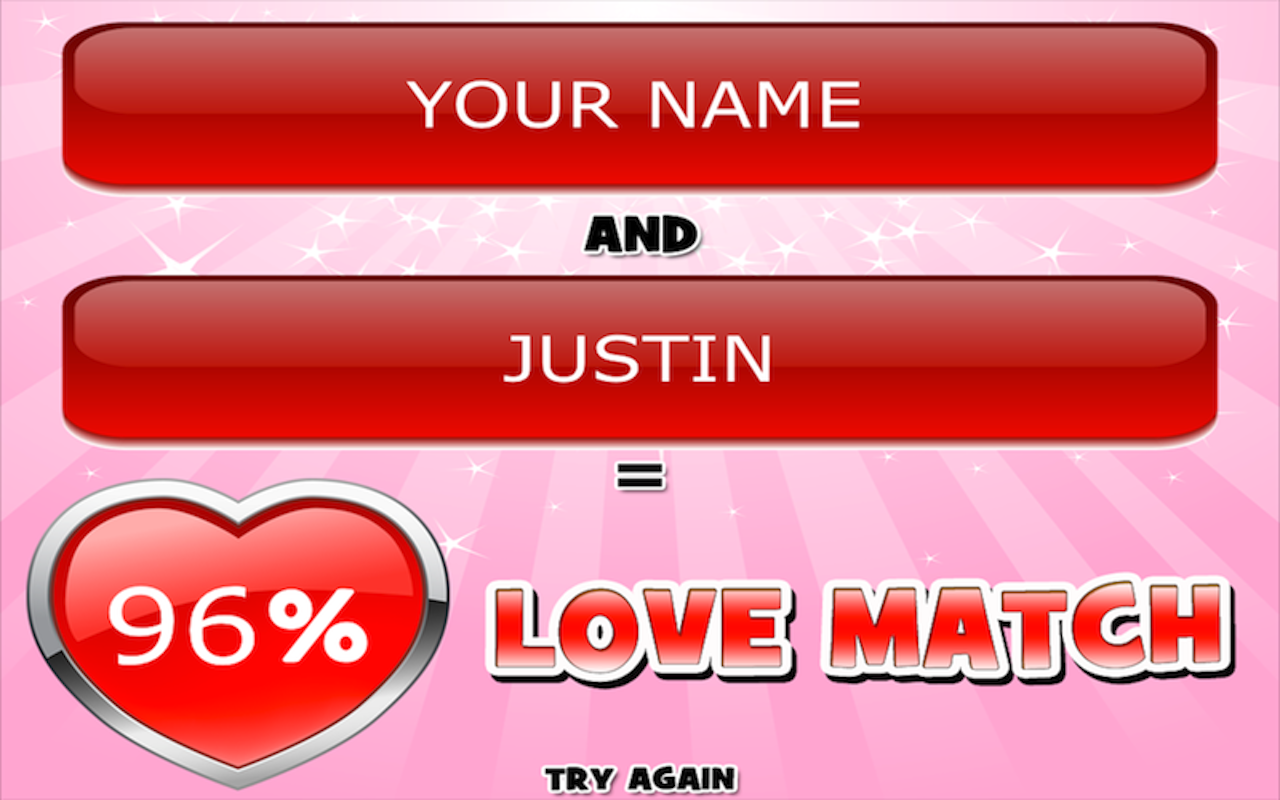 YOUR NAME
AND
JUSTIN
=
96%
LOVE MATCH
TRY AGAIN